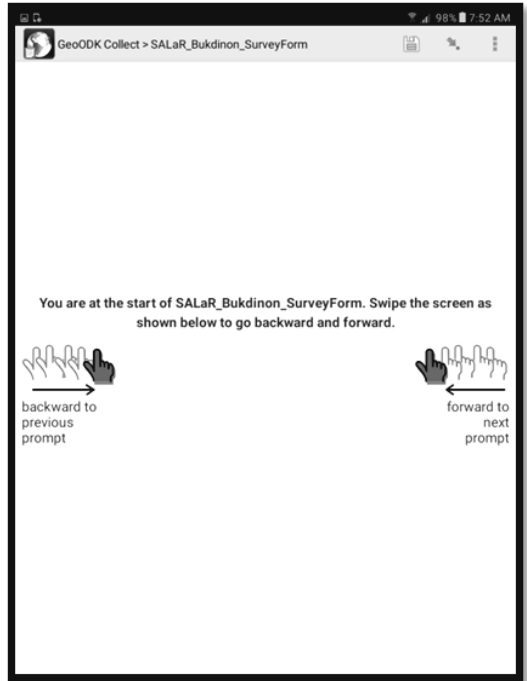 98% 7:52 AM
GeoODK Collect > SALaR_Bukdinon_SurveyForm
You are at the start of SALaR_Bukdinon_SurveyForm. Swipe the screen as
shown below to go backward and forward.
backward to
previous
prompt
forward to
next
prompt